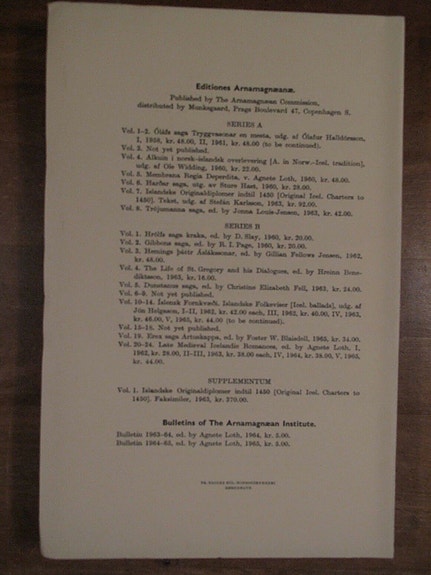 Editiones Arnamagnæanæ.
Published by The Arnamagnæan Commission,
distributed by Munksgaard, Prags Boulevard 47, Copenhagen S.
SERIES A
Vol. 1–2. Óláfs saga Tryggvasonar en mesta, udg. af Ólafur Halldórsson,
I, 1958, kr. 48.00, II, 1961, kr. 48.00 (to be continued).
Vol. 3. Not yet published.
Vol. 4. Alkuin i norsk-islandsk overlevering [A. in Norw.-Icel. tradition],
udg. af Ole Widding, 1960, kr. 32.00.
Vol. 5. Membrana Regia Deperdita, v. Agnete Loth, 1960, kr. 48.00.
Vol. 6. Harðar saga, utg. av Sture Hast, 1960, kr. 28.00.
Vol. 7. Islandske Originaldiplomer indtil 1450 [Original Icel. Charters to
1450]. Tekst, udg. af Stefán Karlsson, 1963, kr. 92.00.
Vol. 8. Trójumanna saga, ed. by Jonna Louis-Jensen, 1963, kr. 42.00.
SERIES B
Vol. 1. Hrólfs saga kraka, ed by D. Slay, 1960, kr. 20.00.
Vol. 2. Gibbons saga, ed by R. I. Page, 1960, kr. 20.00.
Vol. 3. Hemings þáttr Áslákssonar, ed. by Gillian Fellows Jensen, 1962,
kr. 48.00.
Vol. 4. The Life of St. Gregory and his Dialogues, ed. by Hreinn Bene-
diktsson, 1963, kr. 16.00.
Vol. 5. Dunstanus saga, ed. by Christine Elizabeth Fell, 1963, kr. 24.00.
Vol. 6–9. Not yet published.
Vol. 10–14. Íslenzk Fornkvæði. Islandske Folkeviser [Icel. ballads], udg. af
Jón Helgason, I–II, 1962, kr. 42.00 each, III, 1962, kr. 40.00, IV, 1963,
kr. 46.00, V, 1965, kr. 44.00 (to be continued).
Vol. 15–18. Not yet published.
Vol. 19. Erex saga Artuskappa, ed. by Foster W. Blaisdell, 1965, kr. 34.00.
Vol. 20–24. Late Medieval Icelandic Romances, ed. by Agnete Loth, I,
1962, kr. 28.00, II–III, 1963, kr. 38.00 each, IV, 1964, kr. 38.00, V, 1965,
kr. 44.00.
SUPPLEMENTUM
Vol. 1. Islandske Originaldiplomer indtil 1450 [Original Icel. Charters to
1450]. Faksimiler, 1963, kr. 270.00.
Bulletins of The Arnamagnæan Institute.
Bulletin 1963–64, ed. by Agnete Loth, 1964, kr. 3.00.
Bulletin 1964–65, ed. by Agnete Loth, 1965, kr. 3.00.